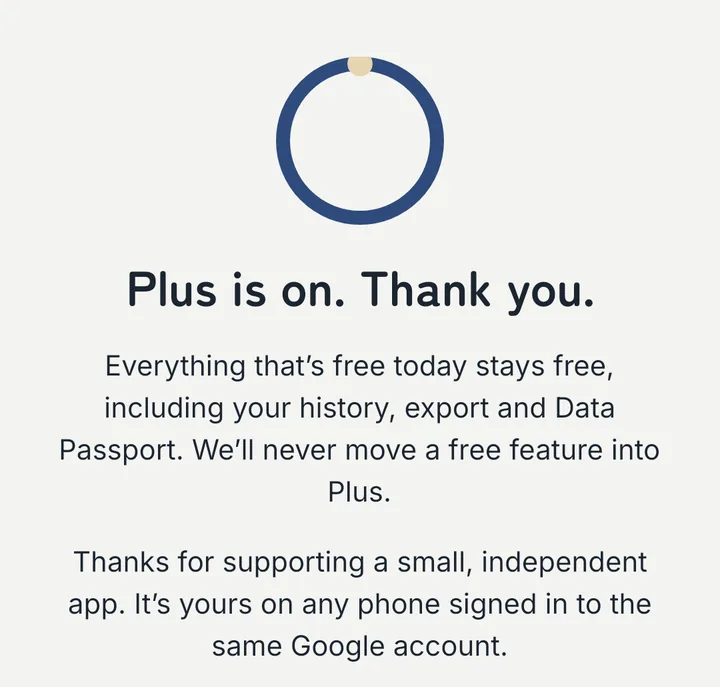 Plus is on. Thank you.
Everything that’s free today stays free,
including your history, export and Data
Passport. We’ll never move a free feature into
Plus.
Thanks for supporting a small, independent
app. It’s yours on any phone signed in to the
same Google account.